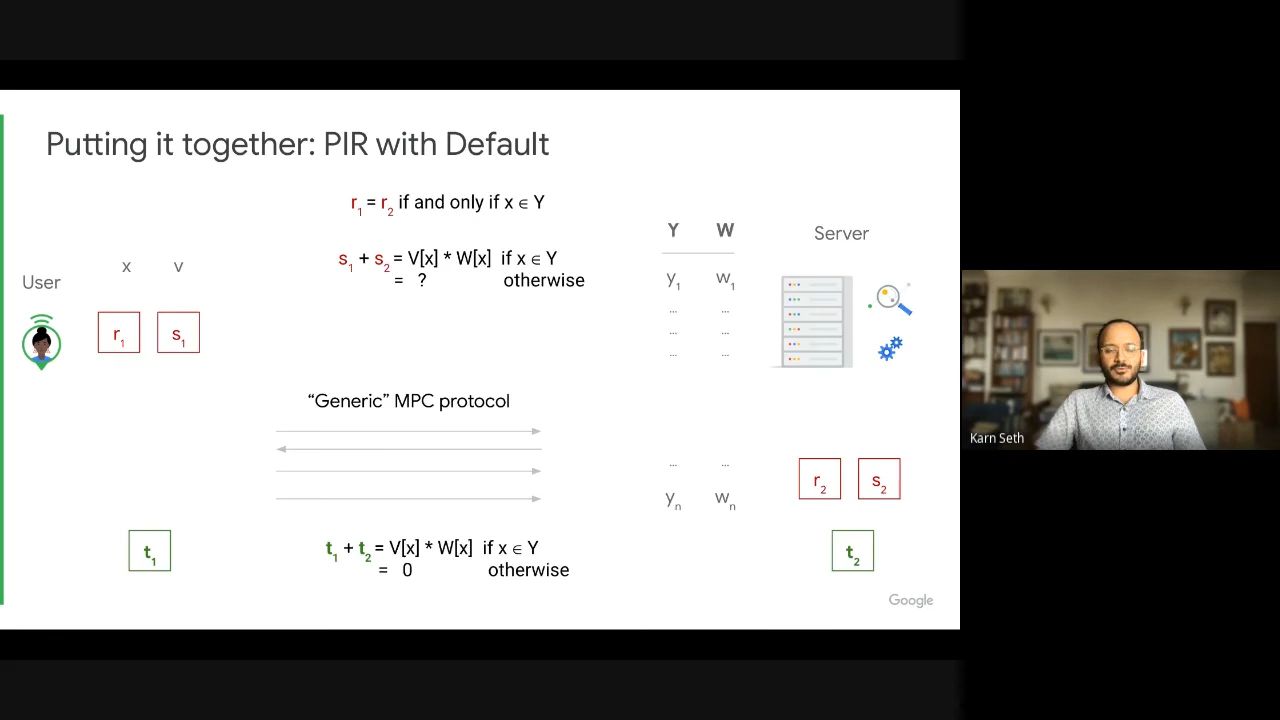 Putting it together: PIR with Default
r1 = r2 if and only if x ∈ Y
s1 + s2 = V[x] * W[x] if x ∈ Y
= ? otherwise
User
x v
r1 s1
Y W
y1 w1
... ...
... ...
... ...
... ...
yn wn
Server
"Generic" MPC protocol
r2 s2
t1
t1 + t2 = V[x] * W[x] if x ∈ Y
= 0 otherwise
t2
Google
Karn Seth